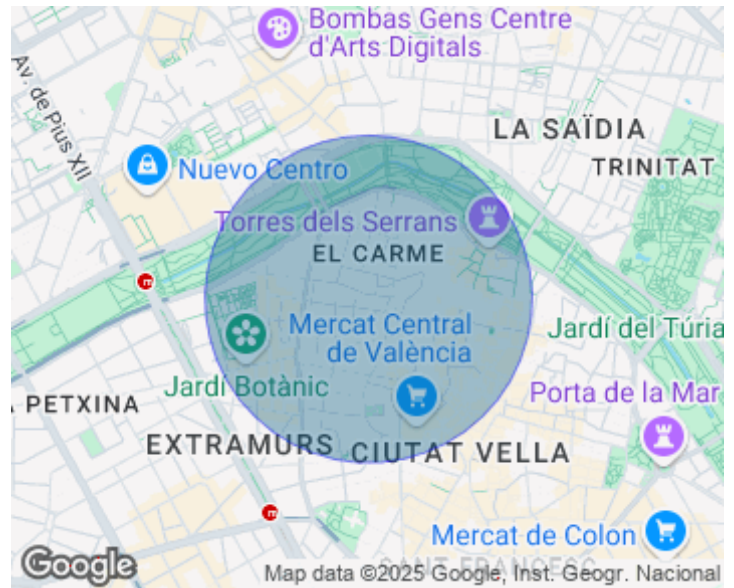 Bombas Gens Centre
d'Arts Digitals
Av. de Pius XII
LA SAÏDIA
TRINITAT
Nuevo Centro
Torres dels Serrans
EL CARME
Mercat Central
de València
Jardí del Túria
Jardí Botànic
Porta de la Mar
A PETXINA
EXTRAMURS
CIUTAT VELLA
Mercat de Colon
SANT FRANCESC
Google
Map data ©2025 Google, Inst. Geogr. Nacional